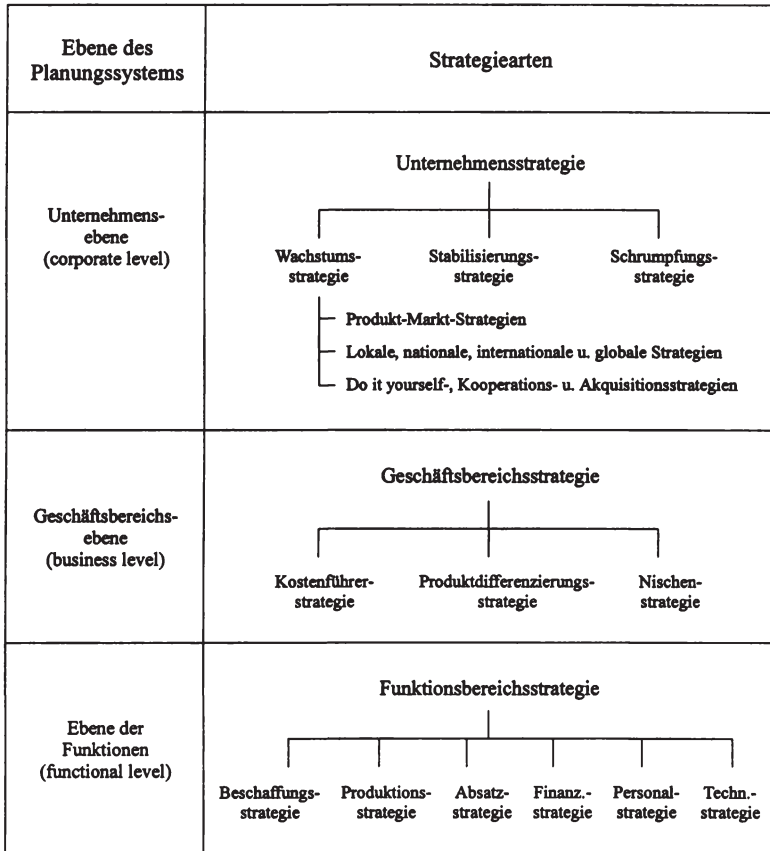 Ebene des
Planungssystems
Strategiearten
Unternehmens-
ebene
(corporate level)
Unternehmensstrategie
Wachstums-
strategie
Stabilisierungs-
strategie
Schrumpfungs-
strategie
Produkt-Markt-Strategien
Lokale, nationale, internationale u. globale Strategien
Do it yourself-, Kooperations- u. Akquisitionsstrategien
Geschäftsbereichs-
ebene
(business level)
Geschäftsbereichsstrategie
Kostenführer-
strategie
Produktdifferenzierungs-
strategie
Nischen-
strategie
Ebene der
Funktionen
(functional level)
Funktionsbereichsstrategie
Beschaffungs-
strategie
Produktions-
strategie
Absatz-
strategie
Finanz.-
strategie
Personal-
strategie
Techn.-
strategie